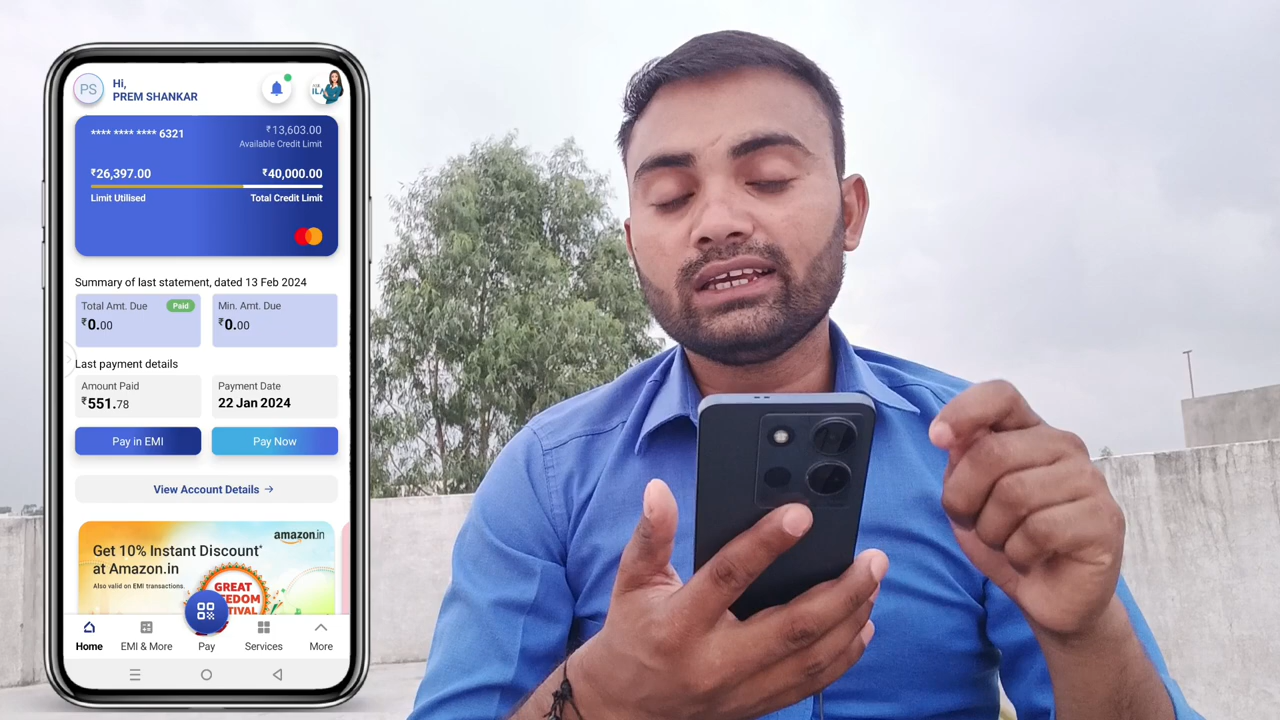 PS
Hi,
PREM SHANKAR
ILA
**** **** **** 6321
₹13,603.00
Available Credit Limit
₹26,397.00
₹40,000.00
Limit Utilised
Total Credit Limit
Summary of last statement, dated 13 Feb 2024
Total Amt. Due
Paid
₹0.00
Min. Amt. Due
₹0.00
Last payment details
Amount Paid
₹551.78
Payment Date
22 Jan 2024
Pay in EMI
Pay Now
View Account Details →
amazon.in
Get 10% Instant Discount*
at Amazon.in
Also valid on EMI transactions.
GREAT
Home
EMI & More
Pay
Services
More